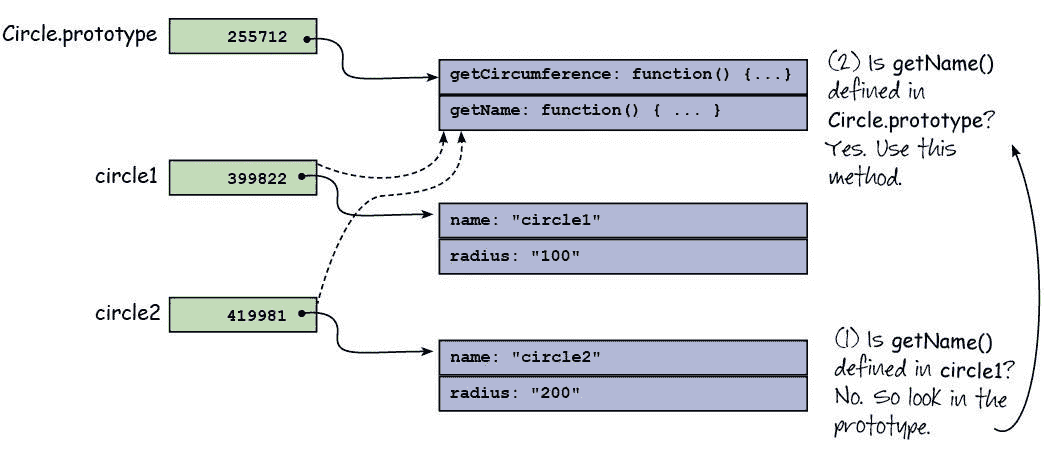 Circle.prototype
255712
getCircumference: function() {...}
getName: function() { ... }
(2) Is getName()
defined in
Circle.prototype?
Yes. Use this
method.
circle1
399822
name: "circle1"
radius: "100"
circle2
419981
name: "circle2"
radius: "200"
(1) Is getName()
defined in circle1?
No. So look in the
prototype.